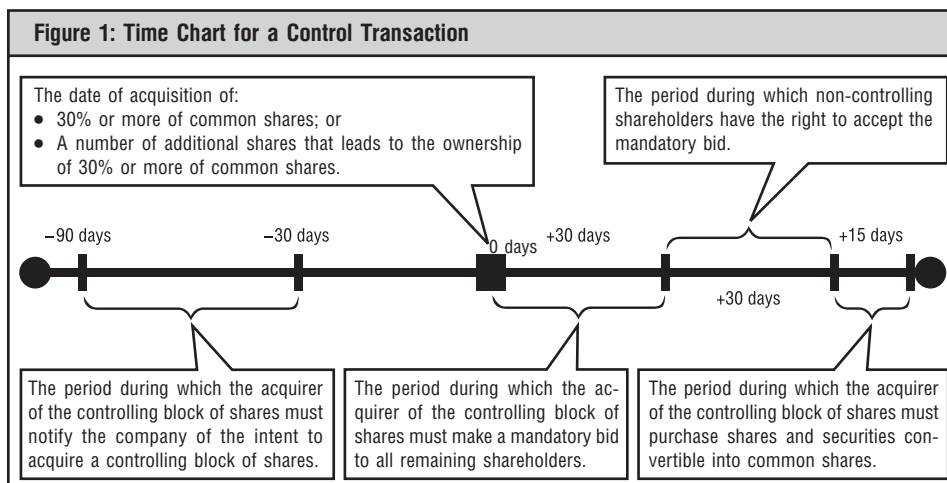 Figure 1: Time Chart for a Control Transaction
The date of acquisition of:
● 30% or more of common shares; or
● A number of additional shares that leads to the ownership
of 30% or more of common shares.
The period during which non-controlling
shareholders have the right to accept the
mandatory bid.
−90 days
−30 days
0 days
+30 days
+15 days
+30 days
The period during which the acquirer
of the controlling block of shares must
notify the company of the intent to
acquire a controlling block of shares.
The period during which the ac-
quirer of the controlling block of
shares must make a mandatory bid
to all remaining shareholders.
The period during which the acquirer
of the controlling block of shares must
purchase shares and securities con-
vertible into common shares.